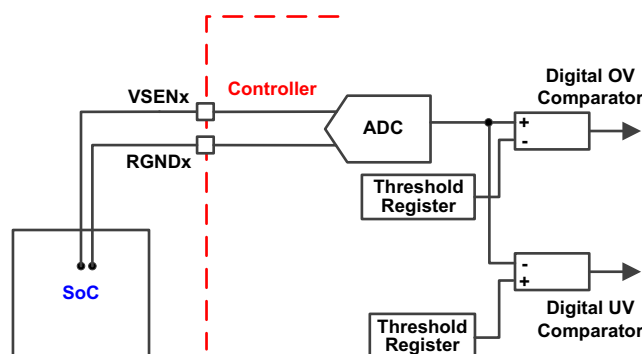 Digital OV
Comparator
VSENx
Controller
+
-
ADC
RGNDx
Threshold
Register
-
+
SoC
Digital UV
Comparator
Threshold
Register